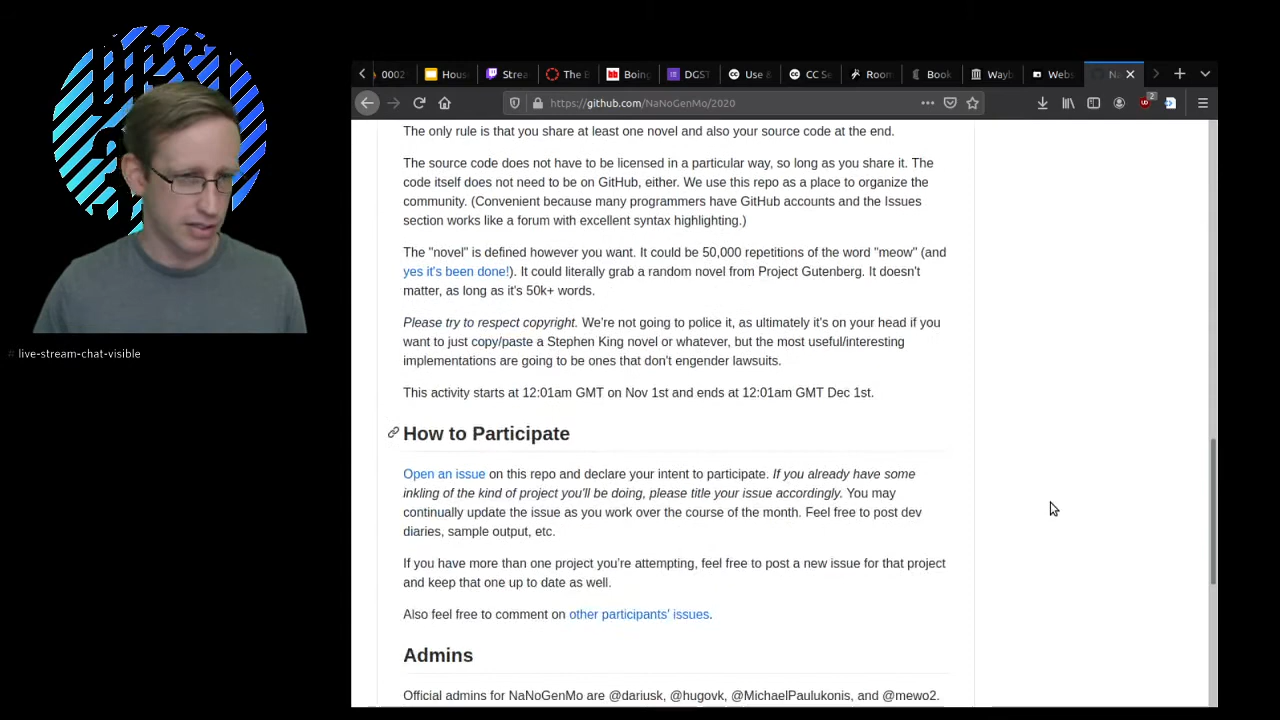 0002
Hous
Strea
The B
Boing
DGST
Use &
CC Se
Room
Book
Wayb
Webs
Na
https://github.com/NaNoGenMo/2020
2
The only rule is that you share at least one novel and also your source code at the end.
The source code does not have to be licensed in a particular way, so long as you share it. The
code itself does not need to be on GitHub, either. We use this repo as a place to organize the
community. (Convenient because many programmers have GitHub accounts and the Issues
section works like a forum with excellent syntax highlighting.)
The "novel" is defined however you want. It could be 50,000 repetitions of the word "meow" (and
yes it's been done!). It could literally grab a random novel from Project Gutenberg. It doesn't
matter, as long as it's 50k+ words.
Please try to respect copyright. We're not going to police it, as ultimately it's on your head if you
want to just copy/paste a Stephen King novel or whatever, but the most useful/interesting
implementations are going to be ones that don't engender lawsuits.
This activity starts at 12:01am GMT on Nov 1st and ends at 12:01am GMT Dec 1st.
How to Participate
Open an issue on this repo and declare your intent to participate. If you already have some
inkling of the kind of project you'll be doing, please title your issue accordingly. You may
continually update the issue as you work over the course of the month. Feel free to post dev
diaries, sample output, etc.
If you have more than one project you're attempting, feel free to post a new issue for that project
and keep that one up to date as well.
Also feel free to comment on other participants' issues.
Admins
Official admins for NaNoGenMo are @dariusk, @hugovk, @MichaelPaulukonis, and @mewo2.
# live-stream-chat-visible